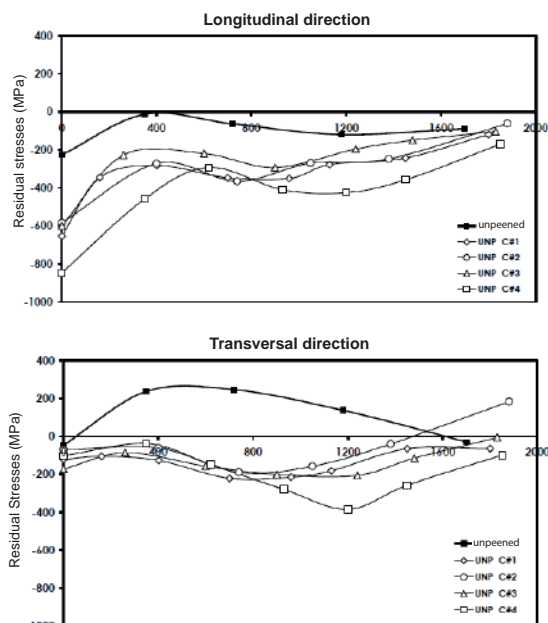 Longitudinal direction
400
200
0
0
400
800
1200
1600
2000
-200
-400
-600
-800
-1000
Residual stresses (MPa)
unpeened
UNP C#1
UNP C#2
UNP C#3
UNP C#4
Transversal direction
400
200
0
400
800
1200
1600
2000
-200
-400
-600
-800
-1000
Residual Stresses (MPa)
unpeened
UNP C#1
UNP C#2
UNP C#3
UNP C#4